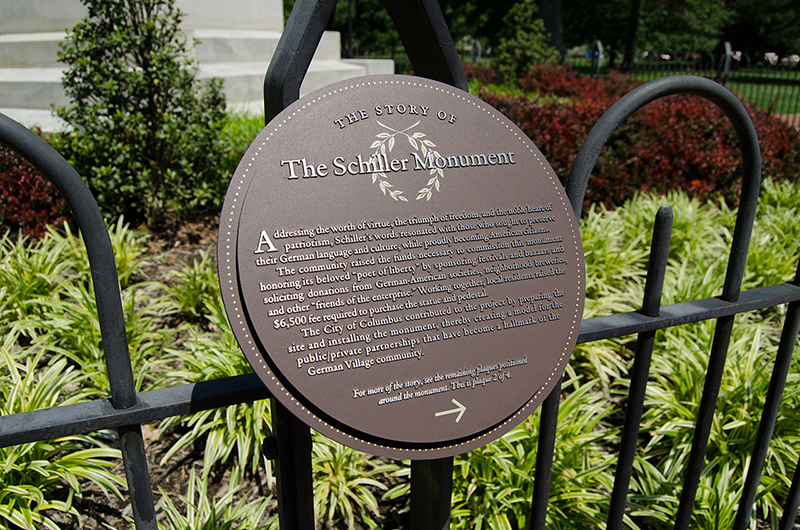 THE STORY OF
The Schiller Monument
Addressing the worth of virtue, the triumph of freedom, and the noble heart of
patriotism, Schiller's words resonated with those who sought to preserve
their German language and culture, while proudly becoming American citizens.
The community raised the funds necessary to commission this monument
honoring its beloved "poet of liberty" by sponsoring festivals and bazaars and
soliciting donations from German-American societies, neighborhood breweries,
and other "friends of the enterprise." Working together, local residents raised the
$6,500 fee required to purchase the statue and pedestal.
The City of Columbus contributed to the project by preparing the
site and installing the monument, thereby creating a model for the
public/private partnerships that have become a hallmark of the
German Village community.
For more of the story, see the remaining plaques positioned
around the monument. This is plaque 2 of 4.